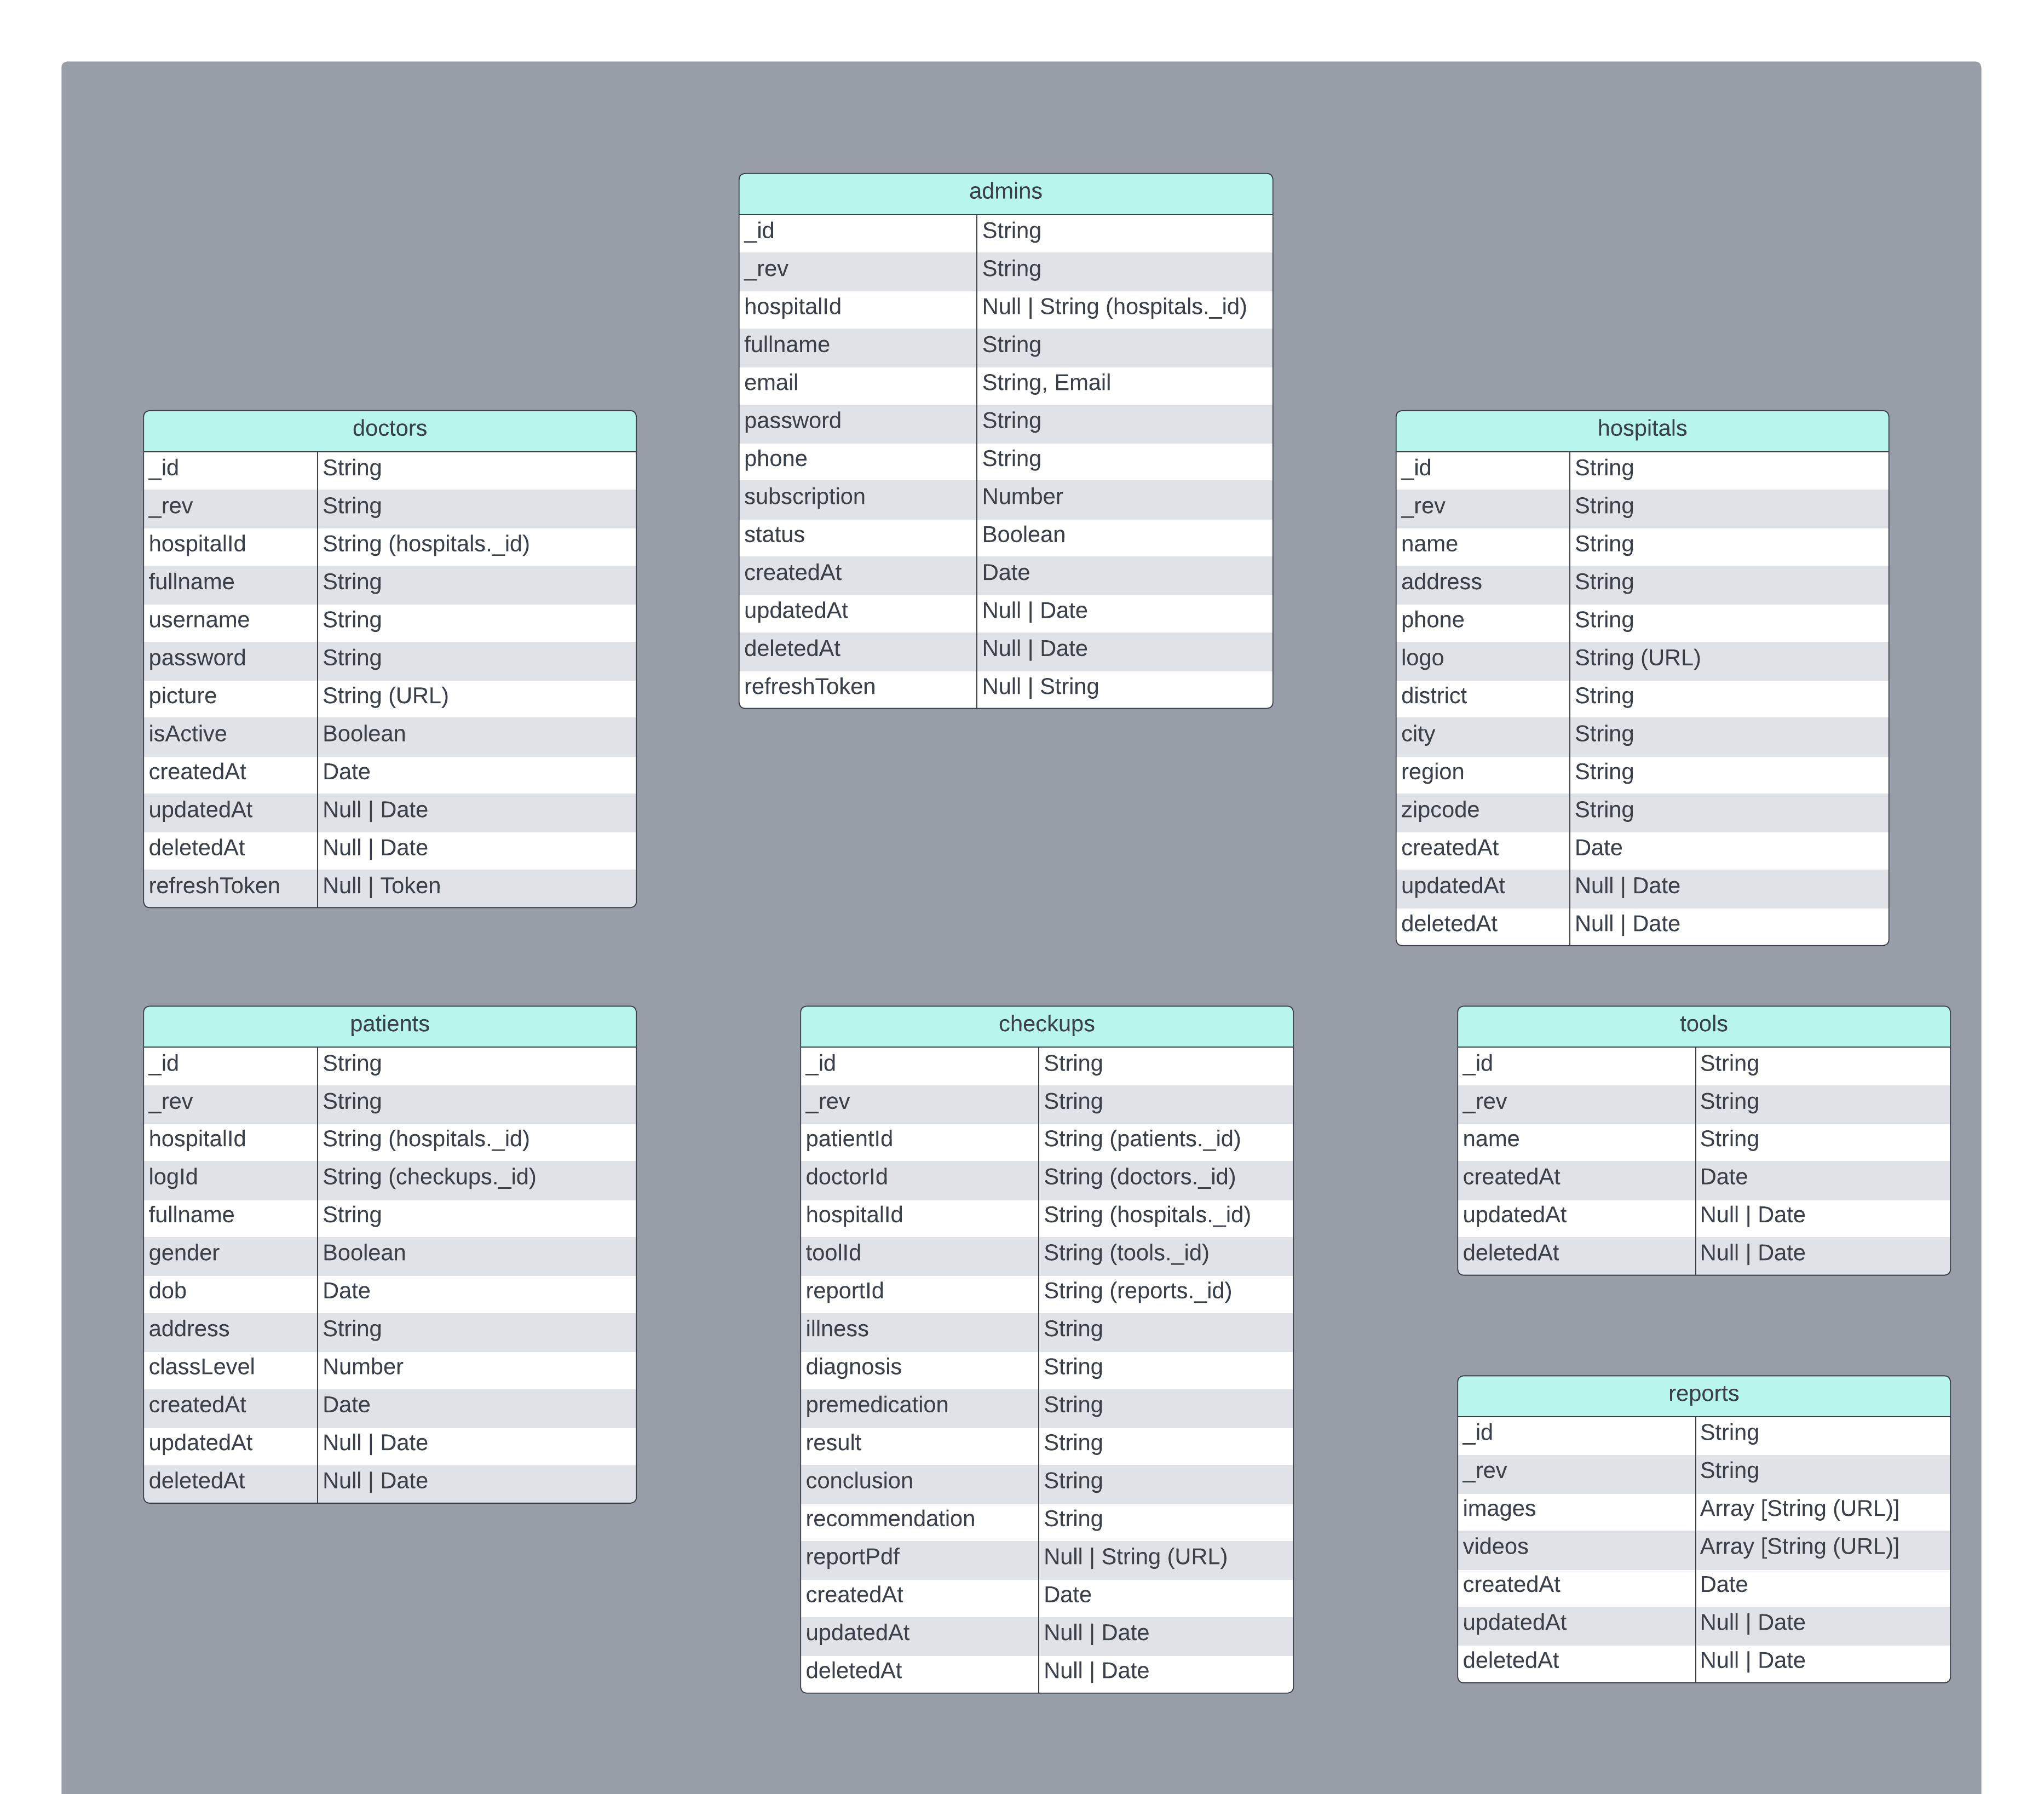 admins
_id String
_rev String
hospitalId Null | String (hospitals._id)
fullname String
email String, Email
password String
phone String
subscription Number
status Boolean
createdAt Date
updatedAt Null | Date
deletedAt Null | Date
refreshToken Null | String
doctors
_id String
_rev String
hospitalId String (hospitals._id)
fullname String
username String
password String
picture String (URL)
isActive Boolean
createdAt Date
updatedAt Null | Date
deletedAt Null | Date
refreshToken Null | Token
hospitals
_id String
_rev String
name String
address String
phone String
logo String (URL)
district String
city String
region String
zipcode String
createdAt Date
updatedAt Null | Date
deletedAt Null | Date
patients
_id String
_rev String
hospitalId String (hospitals._id)
logId String (checkups._id)
fullname String
gender Boolean
dob Date
address String
classLevel Number
createdAt Date
updatedAt Null | Date
deletedAt Null | Date
checkups
_id String
_rev String
patientId String (patients._id)
doctorId String (doctors._id)
hospitalId String (hospitals._id)
toolId String (tools._id)
reportId String (reports._id)
illness String
diagnosis String
premedication String
result String
conclusion String
recommendation String
reportPdf Null | String (URL)
createdAt Date
updatedAt Null | Date
deletedAt Null | Date
tools
_id String
_rev String
name String
createdAt Date
updatedAt Null | Date
deletedAt Null | Date
reports
_id String
_rev String
images Array [String (URL)]
videos Array [String (URL)]
createdAt Date
updatedAt Null | Date
deletedAt Null | Date